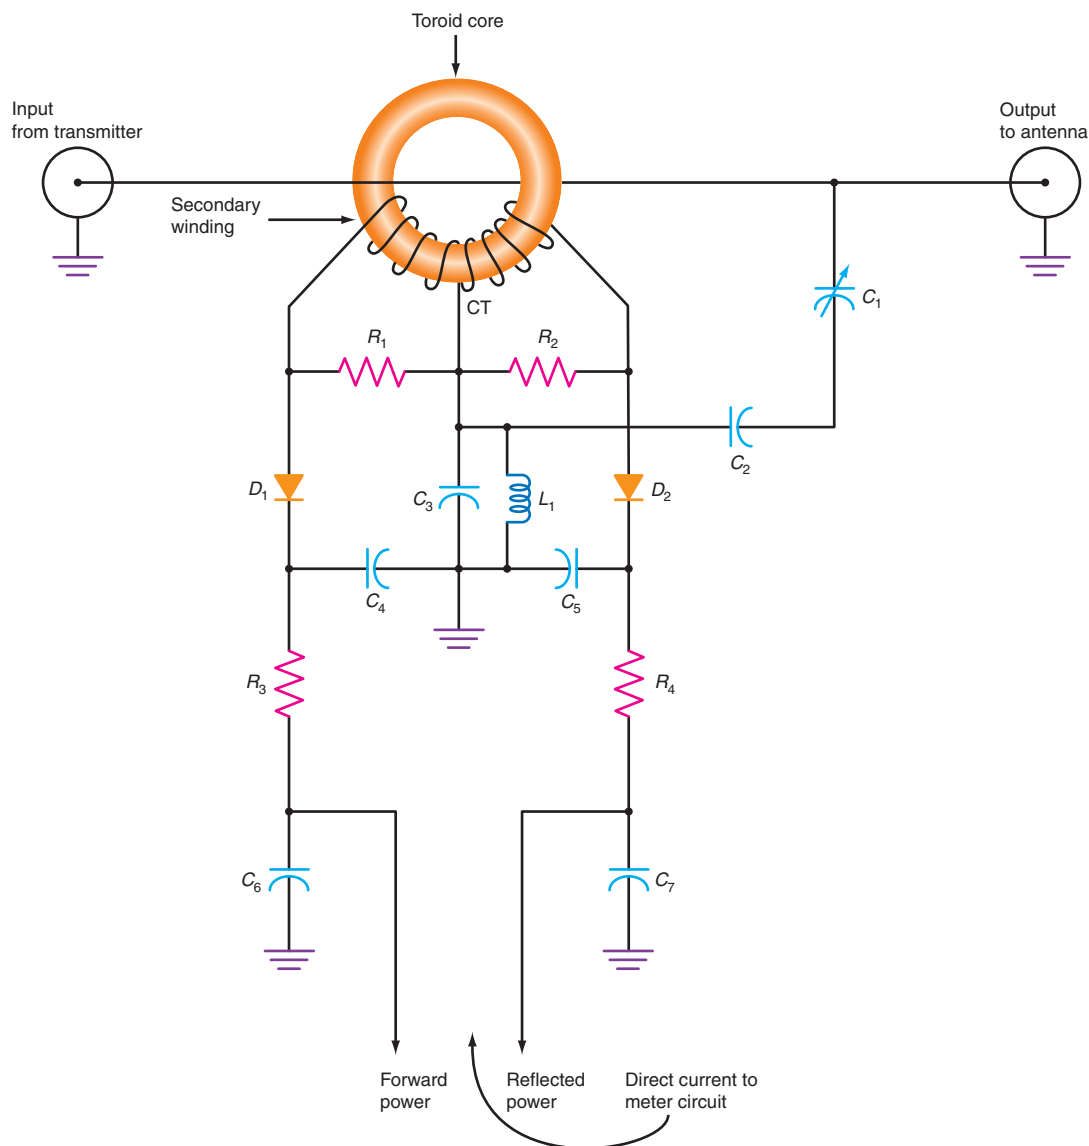 Toroid core
Input
from transmitter
Output
to antenna
Secondary
winding
CT
C1
R1
R2
C2
D1
C3
L1
D2
C4
C5
R3
R4
C6
C7
Forward
power
Reflected
power
Direct current to
meter circuit